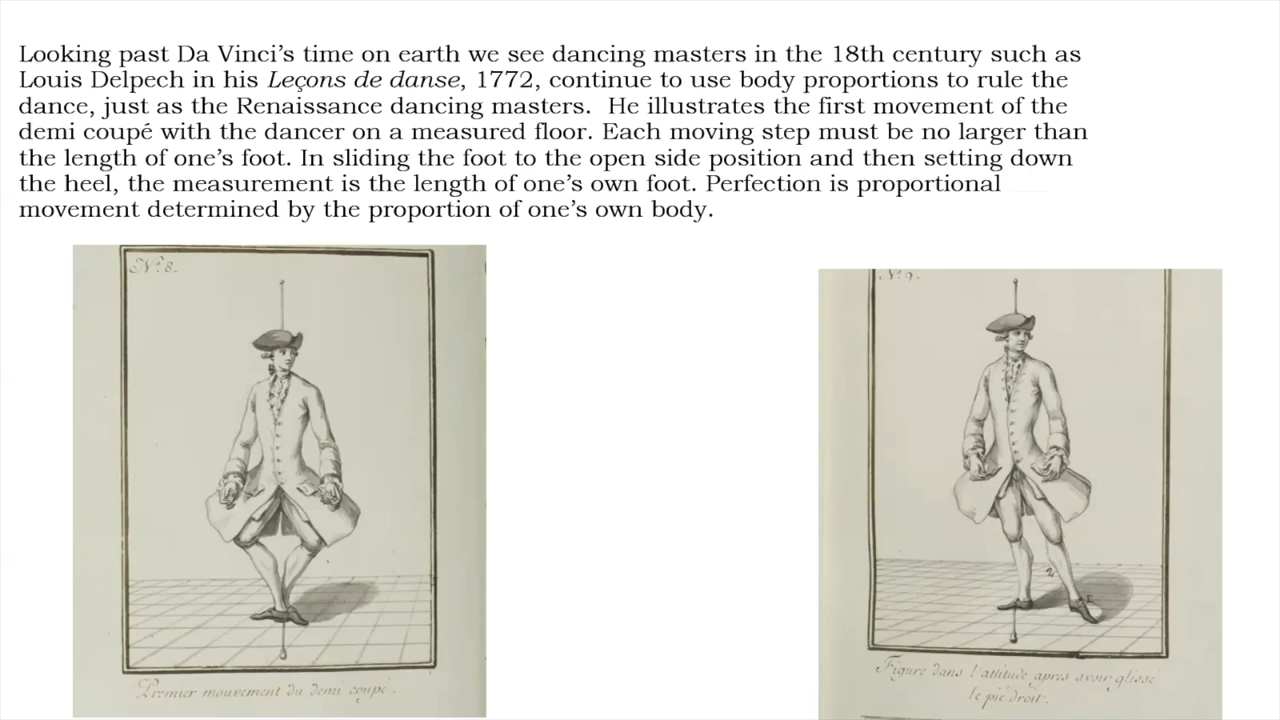 Looking past Da Vinci’s time on earth we see dancing masters in the 18th century such as
Louis Delpech in his Leçons de danse, 1772, continue to use body proportions to rule the
dance, just as the Renaissance dancing masters.  He illustrates the first movement of the
demi coupé with the dancer on a measured floor. Each moving step must be no larger than
the length of one’s foot. In sliding the foot to the open side position and then setting down
the heel, the measurement is the length of one’s own foot. Perfection is proportional
movement determined by the proportion of one’s own body.
No. 8.
Premier mouvement du demi coupé.
No. 9.
Figure dans l'attitude apres avoir glissé
le pié droit.